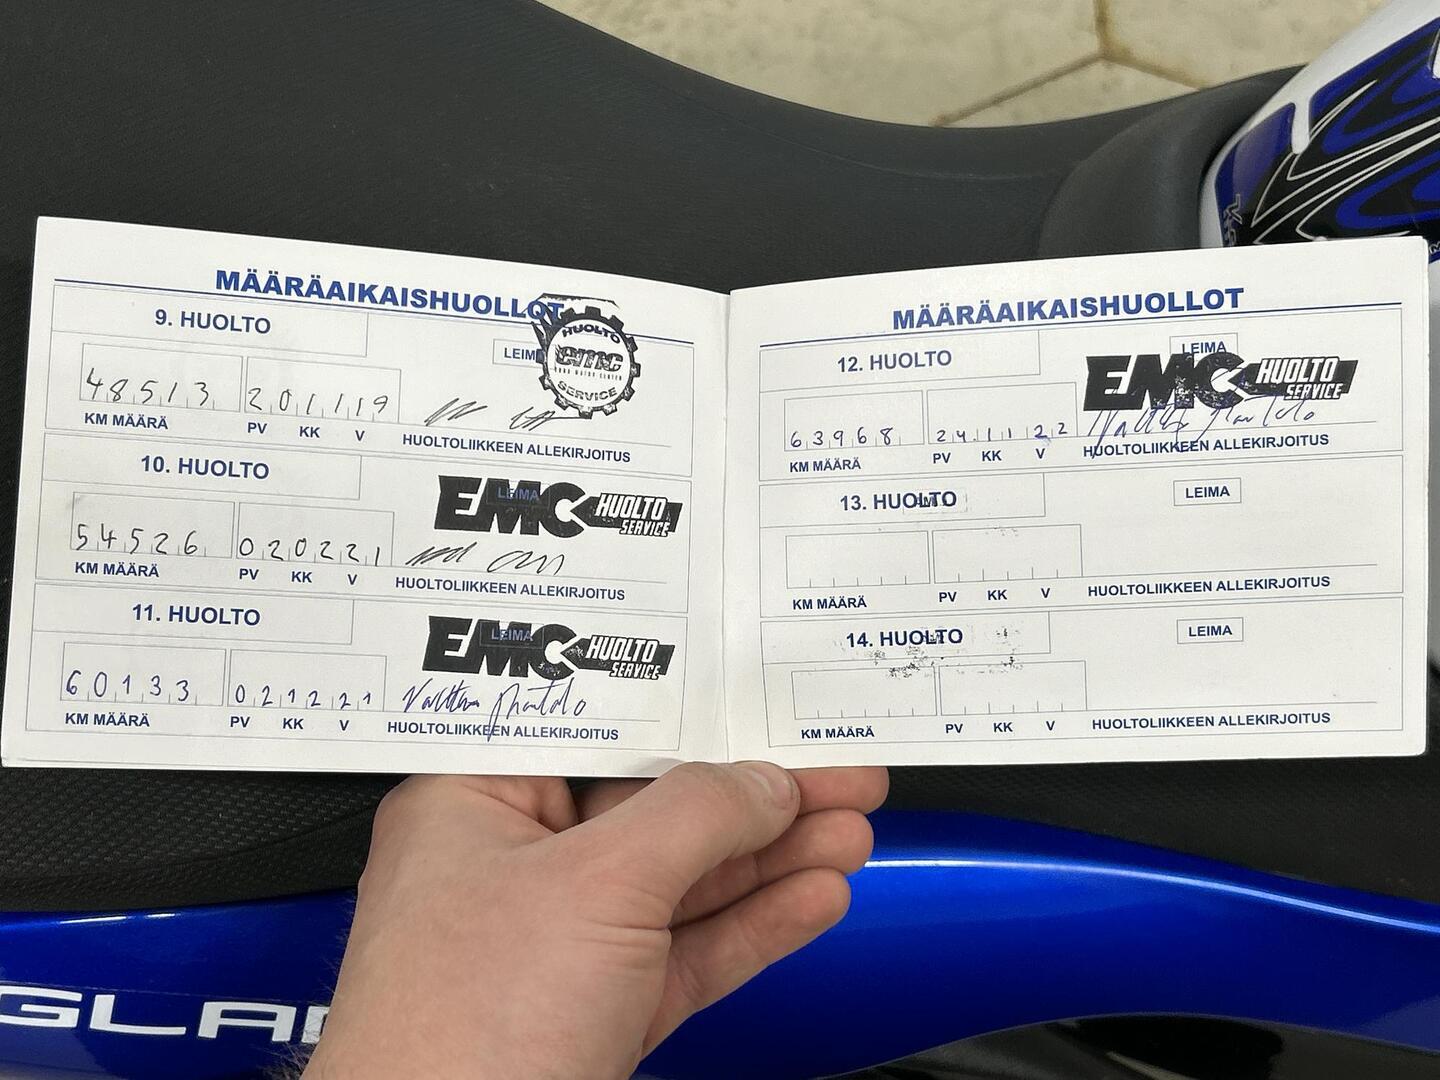 MÄÄRÄAIKAISHUOLLOT
9. HUOLTO
LEIMA
HUOLTO
emc
SERVICE
48513 201119
KM MÄÄRÄ PV KK V HUOLTOLIIKKEEN ALLEKIRJOITUS
10. HUOLTO
LEIMA
EMC HUOLTO SERVICE
54526 020221
KM MÄÄRÄ PV KK V HUOLTOLIIKKEEN ALLEKIRJOITUS
11. HUOLTO
LEIMA
EMC HUOLTO SERVICE
60133 021221
KM MÄÄRÄ PV KK V HUOLTOLIIKKEEN ALLEKIRJOITUS
MÄÄRÄAIKAISHUOLLOT
12. HUOLTO
LEIMA
EMC HUOLTO SERVICE
63968 24.11 22
KM MÄÄRÄ PV KK V HUOLTOLIIKKEEN ALLEKIRJOITUS
13. HUOLTO
LEIMA
KM MÄÄRÄ PV KK V HUOLTOLIIKKEEN ALLEKIRJOITUS
14. HUOLTO
LEIMA
KM MÄÄRÄ PV KK V HUOLTOLIIKKEEN ALLEKIRJOITUS